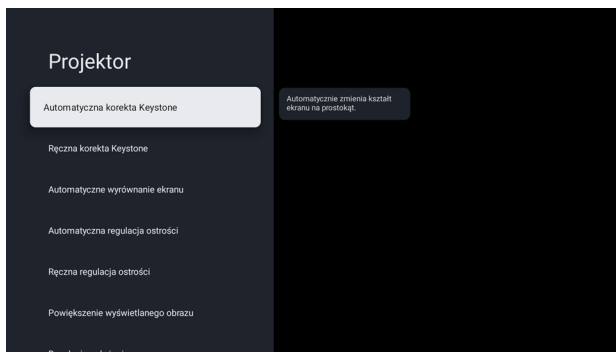 Projektor
Automatyczna korekta Keystone
Automatycznie zmienia kształt
ekranu na prostokąt.
Ręczna korekta Keystone
Automatyczne wyrównanie ekranu
Automatyczna regulacja ostrości
Ręczna regulacja ostrości
Powiększenie wyświetlanego obrazu